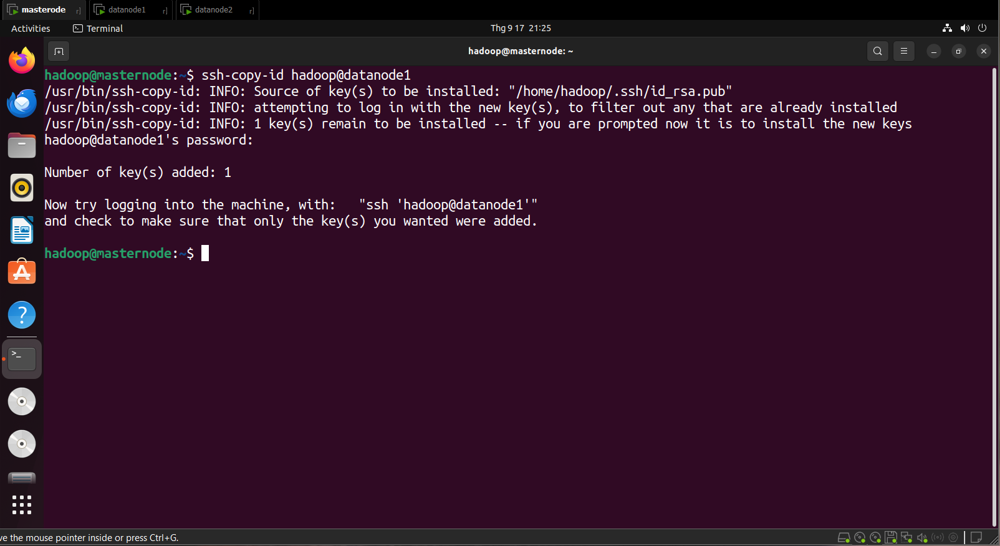 masterode
datanode1
datanode2
Activities
Terminal
Thg 9 17 21:25
hadoop@masternode: ~
hadoop@masternode:~$ ssh-copy-id hadoop@datanode1
/usr/bin/ssh-copy-id: INFO: Source of key(s) to be installed: "/home/hadoop/.ssh/id_rsa.pub"
/usr/bin/ssh-copy-id: INFO: attempting to log in with the new key(s), to filter out any that are already installed
/usr/bin/ssh-copy-id: INFO: 1 key(s) remain to be installed -- if you are prompted now it is to install the new keys
hadoop@datanode1's password:
Number of key(s) added: 1
Now try logging into the machine, with:   "ssh 'hadoop@datanode1'"
and check to make sure that only the key(s) you wanted were added.
hadoop@masternode:~$
ve the mouse pointer inside or press Ctrl+G.